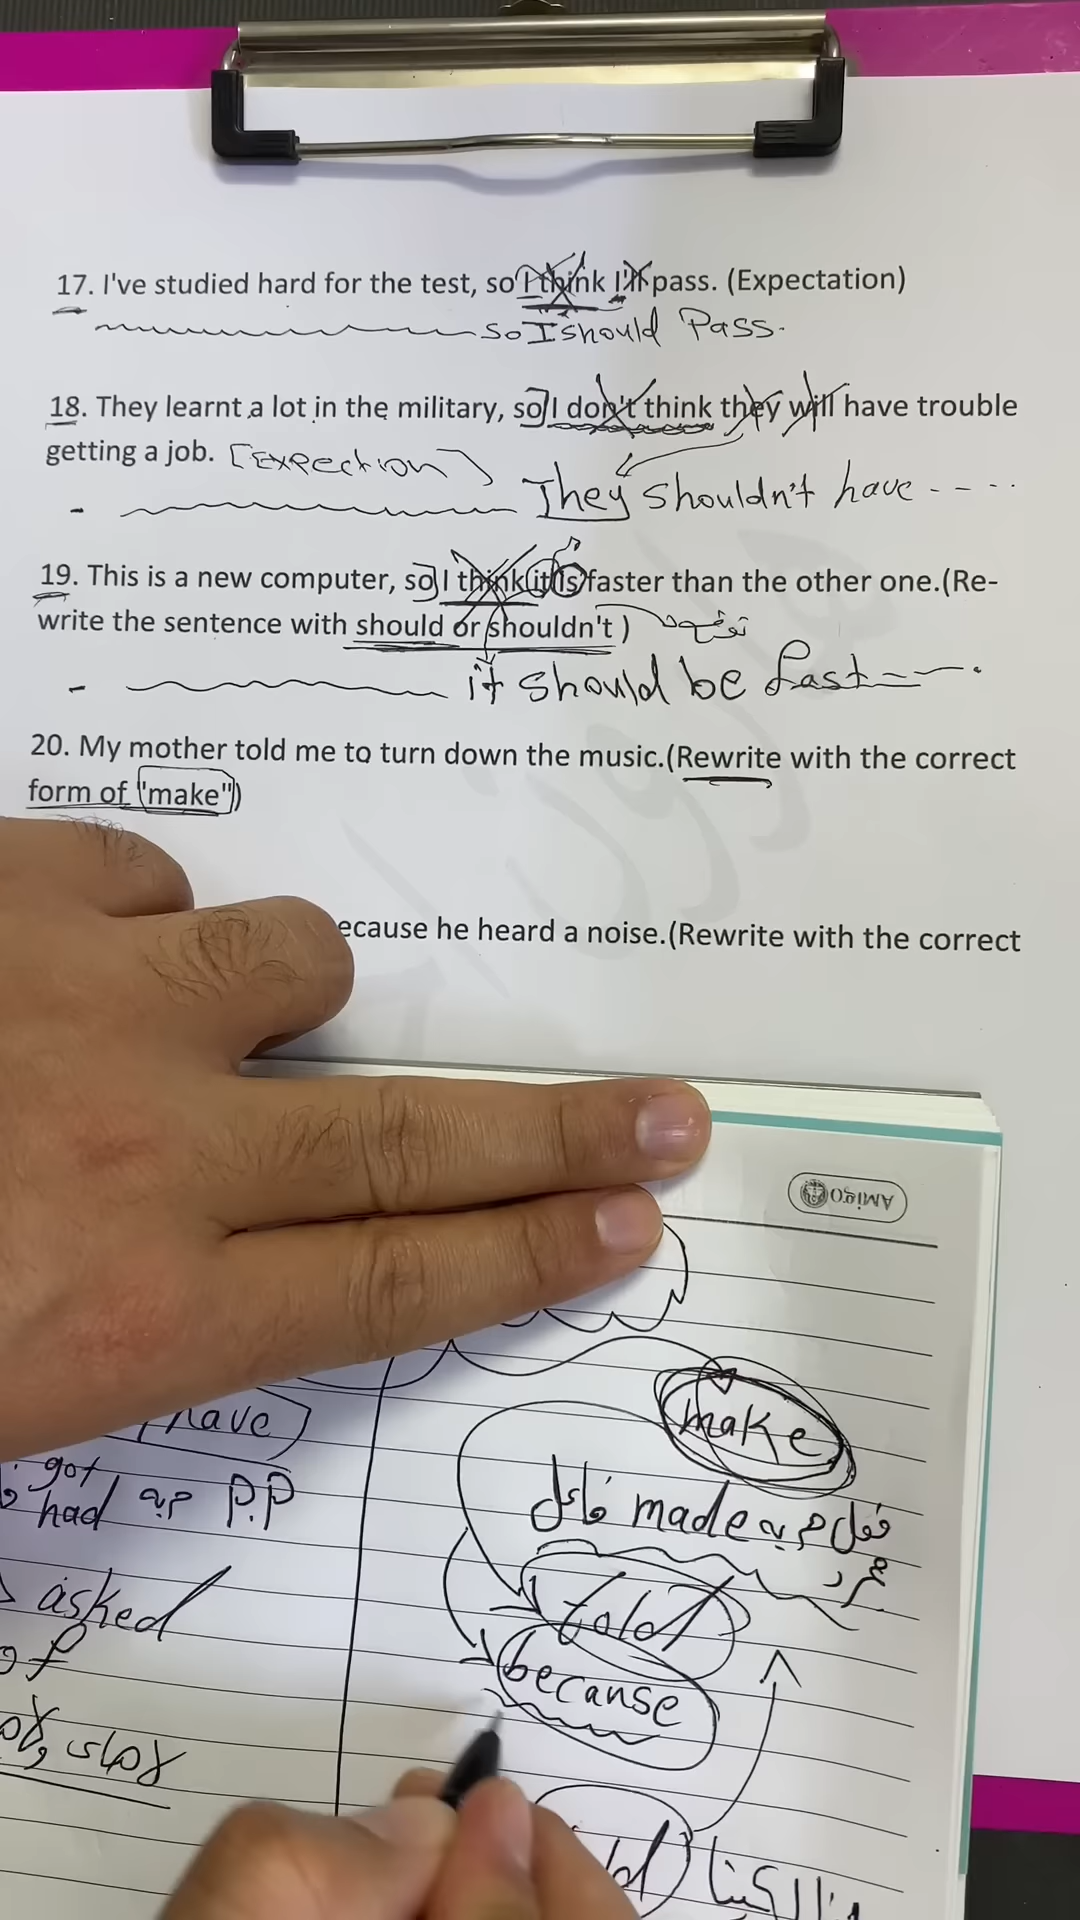 17. I've studied hard for the test, so I think I'll pass. (Expectation)
so I should Pass.
18. They learnt a lot in the military, so I don't think they will have trouble
getting a job. [Expection]
- They shouldn't have - - - -
19. This is a new computer, so I think it is faster than the other one.(Re-
write the sentence with should or shouldn't )
- it should be fast
20. My mother told me to turn down the music.(Rewrite with the correct
form of "make")
ecause he heard a noise.(Rewrite with the correct
AMIGO
make
have
got
had P.P
فاعل made فعل
مجرد
asked
told
of
because